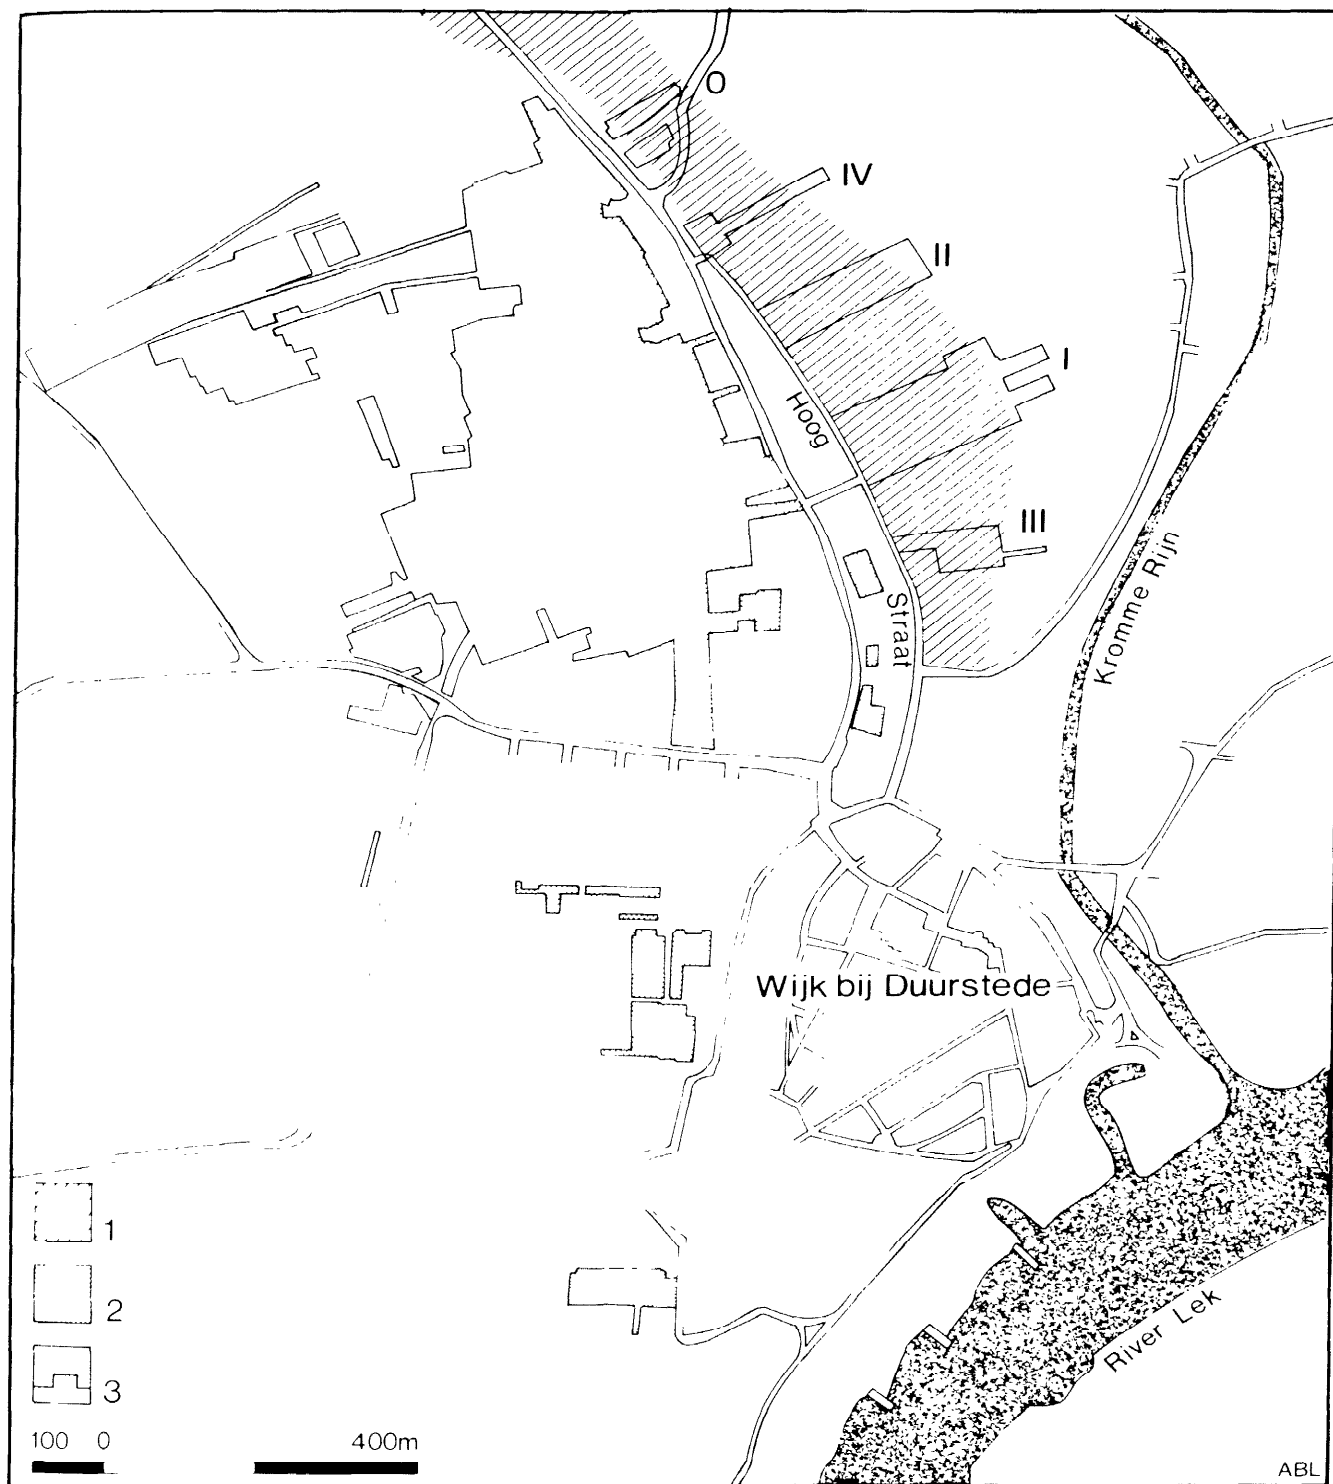 O
IV
II
I
Hoog
III
Straat
Kromme Rijn
Wijk bij Duurstede
1
2
River Lek
3
100 0 400m
ABL